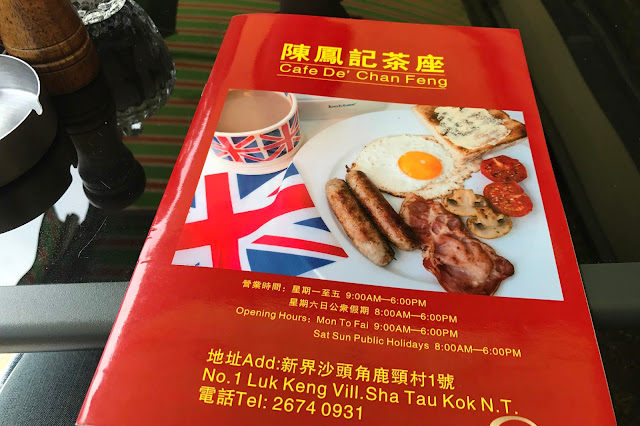 陳鳳記茶座
Cafe De' Chan Feng
營業時間：星期一至五 9:00AM—6:00PM
星期六日公眾假期 8:00AM—6:00PM
Opening Hours：Mon To Fai 9:00AM—6:00PM
Sat Sun Public Holidays 8:00AM—6:00PM
地址Add:新界沙頭角鹿頸村1號
No.1 Luk Keng Vill.Sha Tau Kok N.T.
電話Tel: 2674 0931